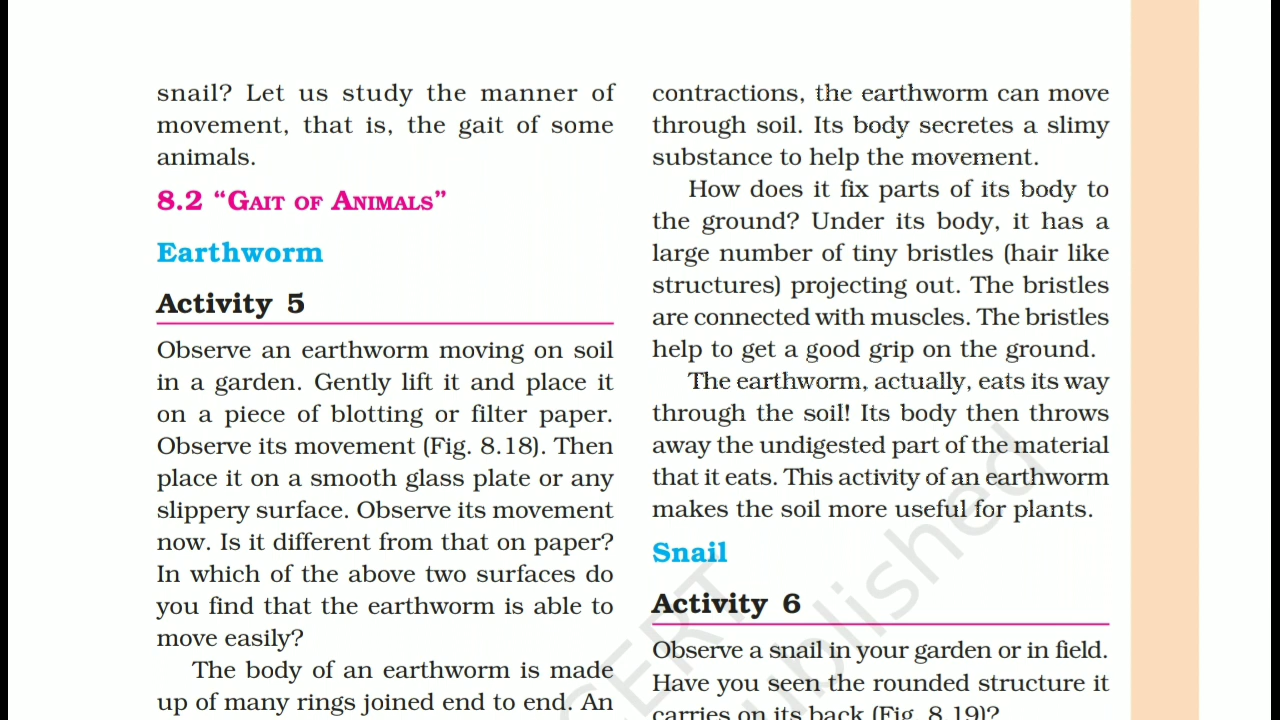 snail? Let us study the manner of
movement, that is, the gait of some
animals.
8.2 “GAIT OF ANIMALS”
Earthworm
Activity 5
Observe an earthworm moving on soil
in a garden. Gently lift it and place it
on a piece of blotting or filter paper.
Observe its movement (Fig. 8.18). Then
place it on a smooth glass plate or any
slippery surface. Observe its movement
now. Is it different from that on paper?
In which of the above two surfaces do
you find that the earthworm is able to
move easily?
The body of an earthworm is made
up of many rings joined end to end. An
contractions, the earthworm can move
through soil. Its body secretes a slimy
substance to help the movement.
How does it fix parts of its body to
the ground? Under its body, it has a
large number of tiny bristles (hair like
structures) projecting out. The bristles
are connected with muscles. The bristles
help to get a good grip on the ground.
The earthworm, actually, eats its way
through the soil! Its body then throws
away the undigested part of the material
that it eats. This activity of an earthworm
makes the soil more useful for plants.
Snail
Activity 6
Observe a snail in your garden or in field.
Have you seen the rounded structure it
carries on its back (Fig. 8.19)?